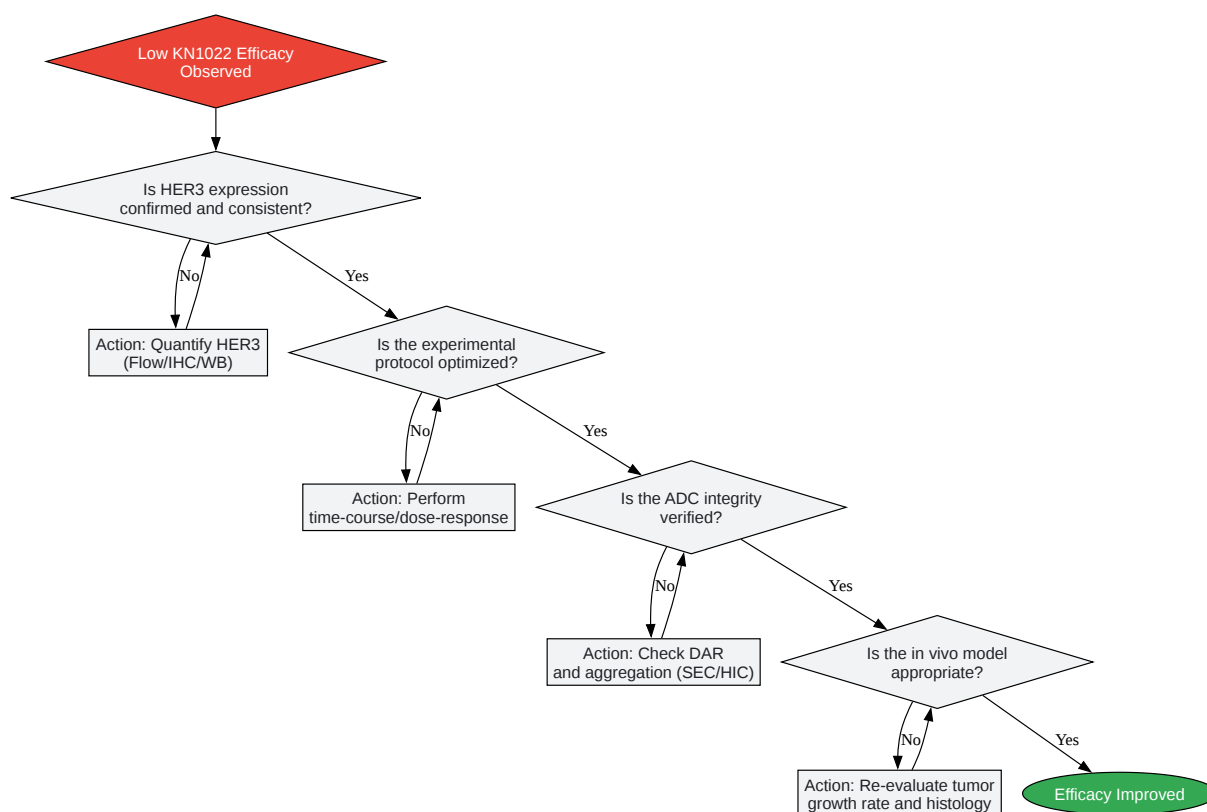 Low KN1022 Efficacy
Observed
Is HER3 expression
confirmed and consistent?
No
Yes
Action: Quantify HER3
(Flow/IHC/WB)
Is the experimental
protocol optimized?
No
Yes
Action: Perform
time-course/dose-response
Is the ADC integrity
verified?
No
Yes
Action: Check DAR
and aggregation (SEC/HIC)
Is the in vivo model
appropriate?
No
Yes
Action: Re-evaluate tumor
growth rate and histology
Efficacy Improved